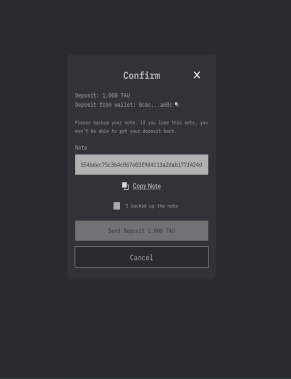 Confirm
Deposit: 1,000 TAU
Deposit from wallet: 0cac...a68c
Please backup your note. If you lose this note, you
won't be able to get your deposit back.
Note
Copy Note
I backed up the note
Send Deposit 1.000 TAU
Cancel